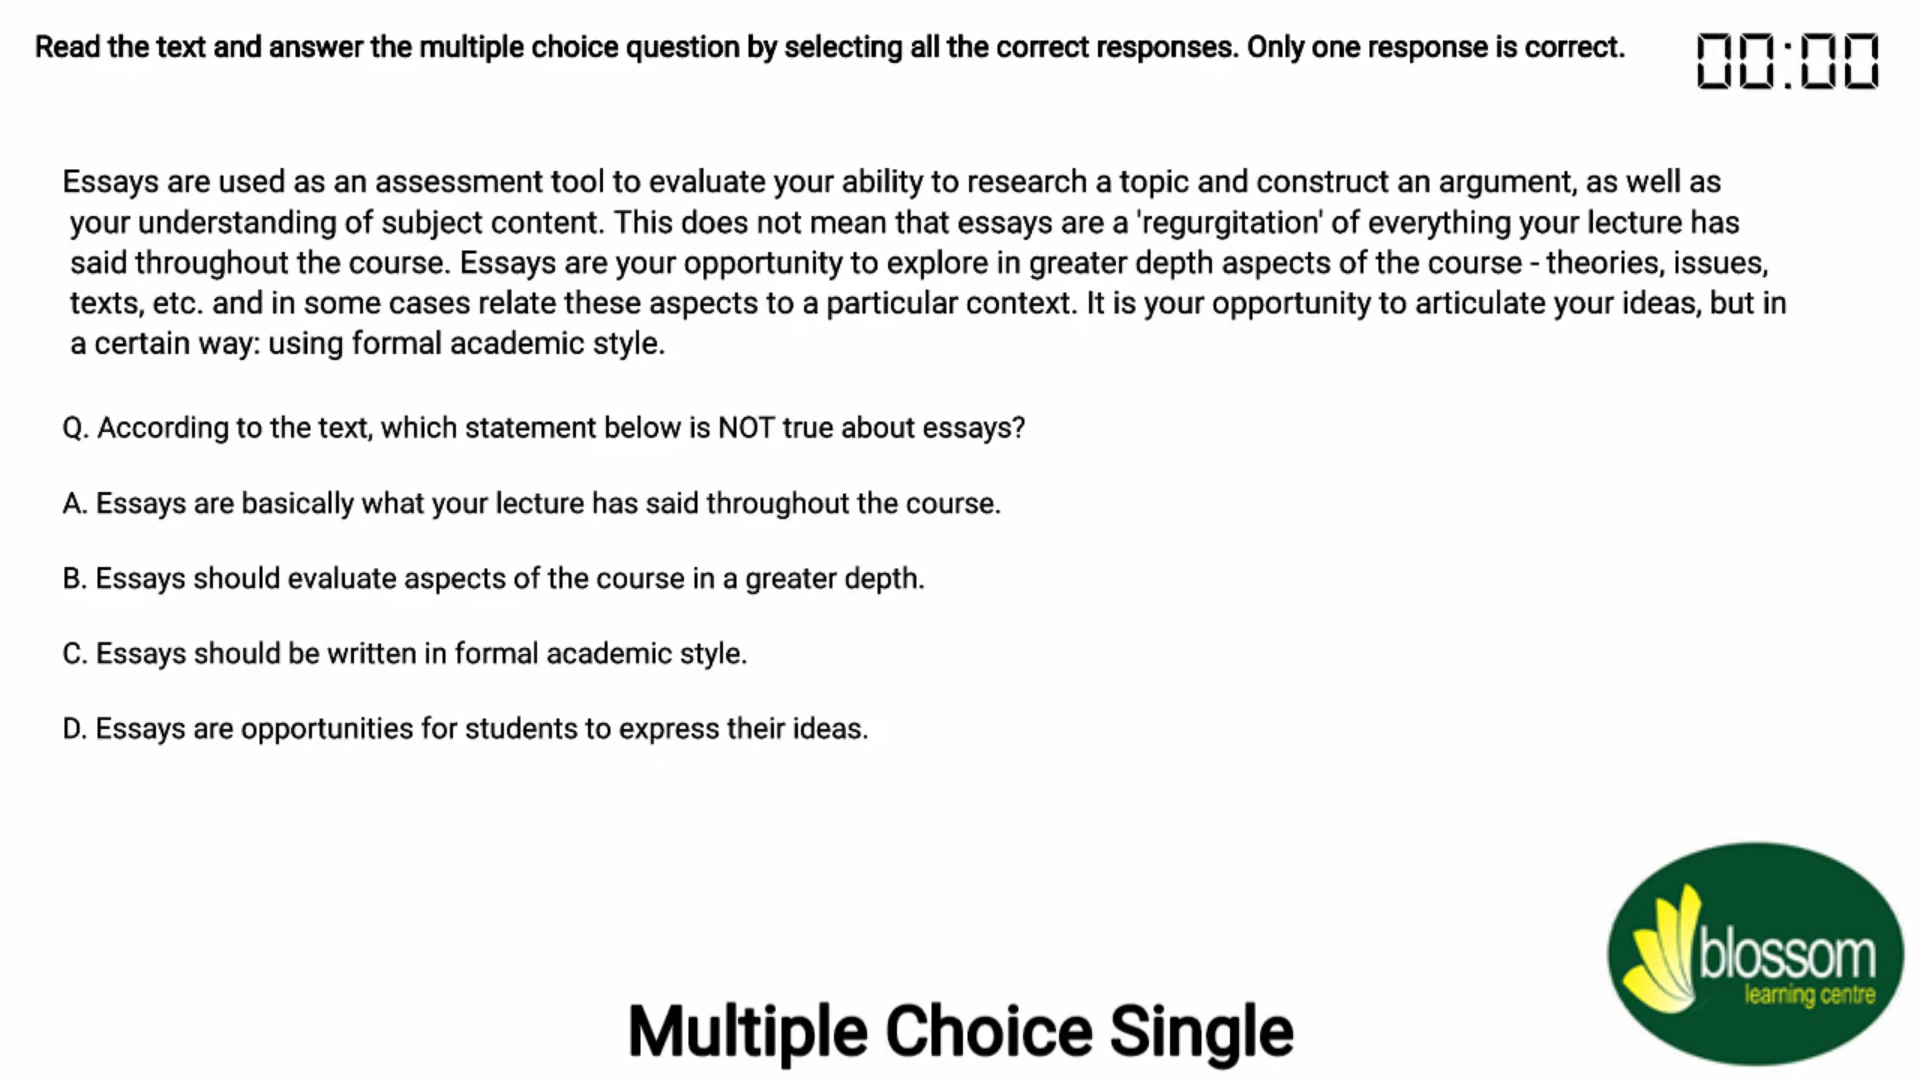 Read the text and answer the multiple choice question by selecting all the correct responses. Only one response is correct.
00:00
Essays are used as an assessment tool to evaluate your ability to research a topic and construct an argument, as well as
your understanding of subject content. This does not mean that essays are a 'regurgitation' of everything your lecture has
said throughout the course. Essays are your opportunity to explore in greater depth aspects of the course - theories, issues,
texts, etc. and in some cases relate these aspects to a particular context. It is your opportunity to articulate your ideas, but in
a certain way: using formal academic style.
Q. According to the text, which statement below is NOT true about essays?
A. Essays are basically what your lecture has said throughout the course.
B. Essays should evaluate aspects of the course in a greater depth.
C. Essays should be written in formal academic style.
D. Essays are opportunities for students to express their ideas.
blossom
learning centre
Multiple Choice Single